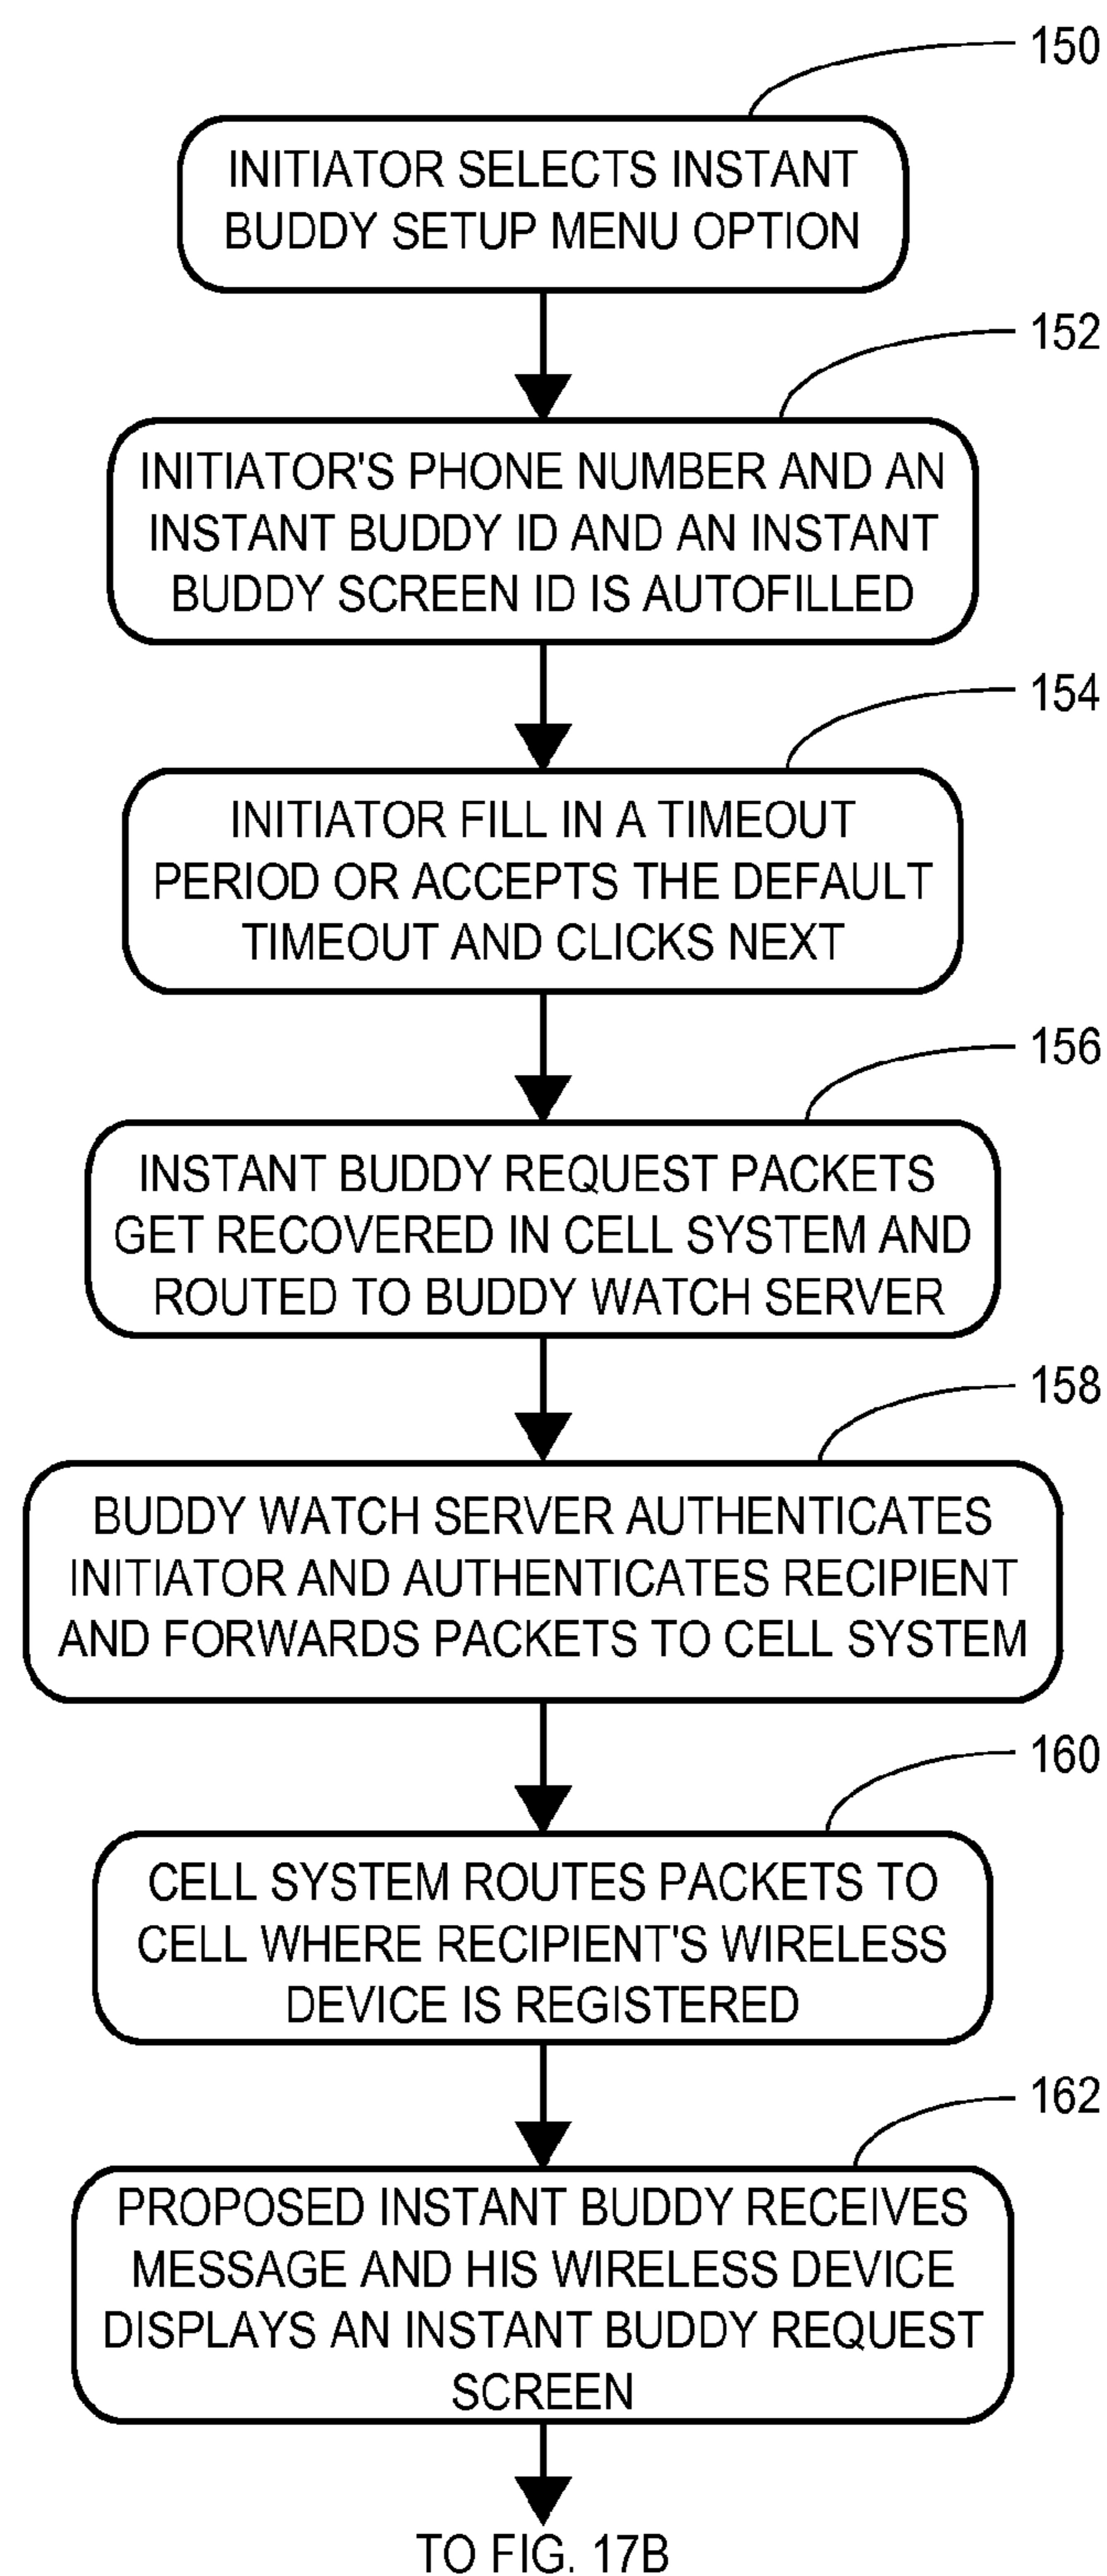 150
INITIATOR SELECTS INSTANT
BUDDY SETUP MENU OPTION
152
INITIATOR'S PHONE NUMBER AND AN
INSTANT BUDDY ID AND AN INSTANT
BUDDY SCREEN ID IS AUTOFILLED
154
INITIATOR FILL IN A TIMEOUT
PERIOD OR ACCEPTS THE DEFAULT
TIMEOUT AND CLICKS NEXT
156
INSTANT BUDDY REQUEST PACKETS
GET RECOVERED IN CELL SYSTEM AND
ROUTED TO BUDDY WATCH SERVER
158
BUDDY WATCH SERVER AUTHENTICATES
INITIATOR AND AUTHENTICATES RECIPIENT
AND FORWARDS PACKETS TO CELL SYSTEM
160
CELL SYSTEM ROUTES PACKETS TO
CELL WHERE RECIPIENT'S WIRELESS
DEVICE IS REGISTERED
162
PROPOSED INSTANT BUDDY RECEIVES
MESSAGE AND HIS WIRELESS DEVICE
DISPLAYS AN INSTANT BUDDY REQUEST
SCREEN
TO FIG. 17B